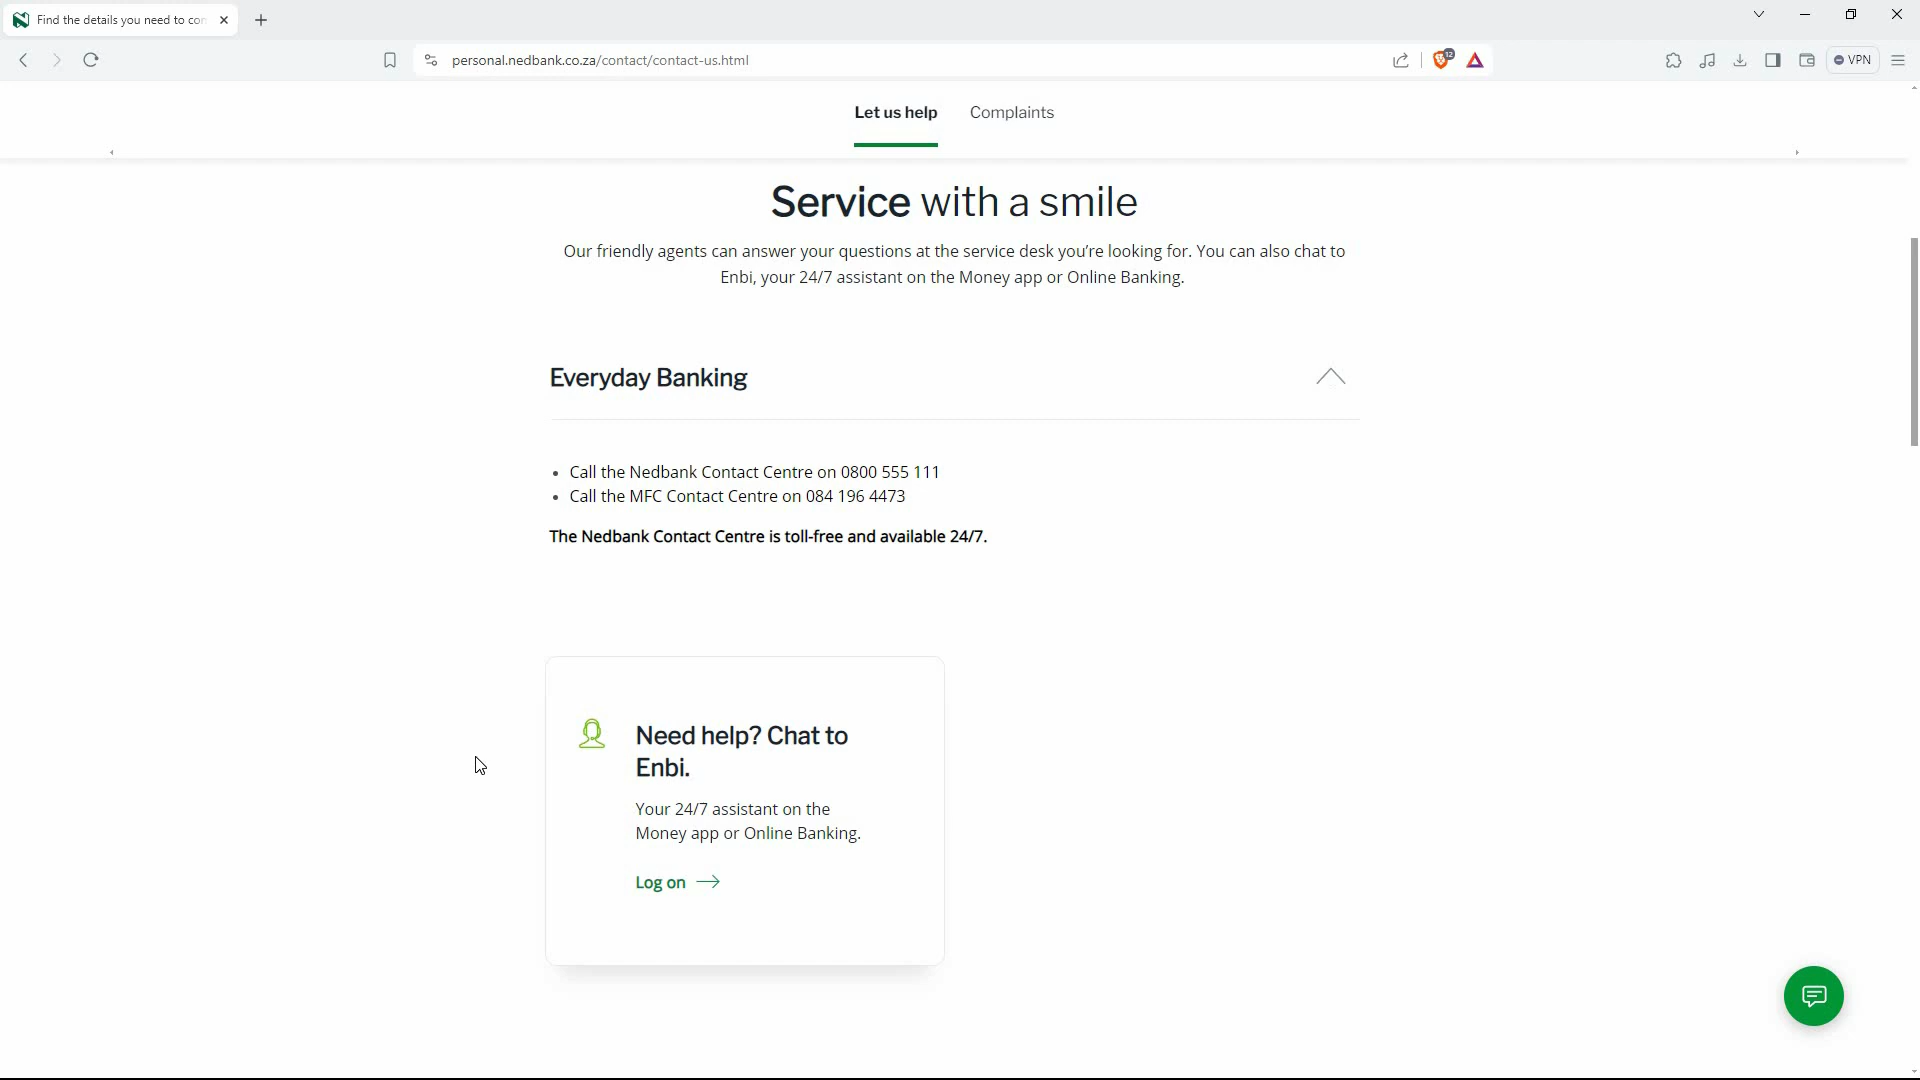 Find the details you need to con
personal.nedbank.co.za/contact/contact-us.html
12
VPN
Let us help
Complaints
Service with a smile
Our friendly agents can answer your questions at the service desk you're looking for. You can also chat to
Enbi, your 24/7 assistant on the Money app or Online Banking.
Everyday Banking
• Call the Nedbank Contact Centre on 0800 555 111
• Call the MFC Contact Centre on 084 196 4473
The Nedbank Contact Centre is toll-free and available 24/7.
Need help? Chat to
Enbi.
Your 24/7 assistant on the
Money app or Online Banking.
Log on